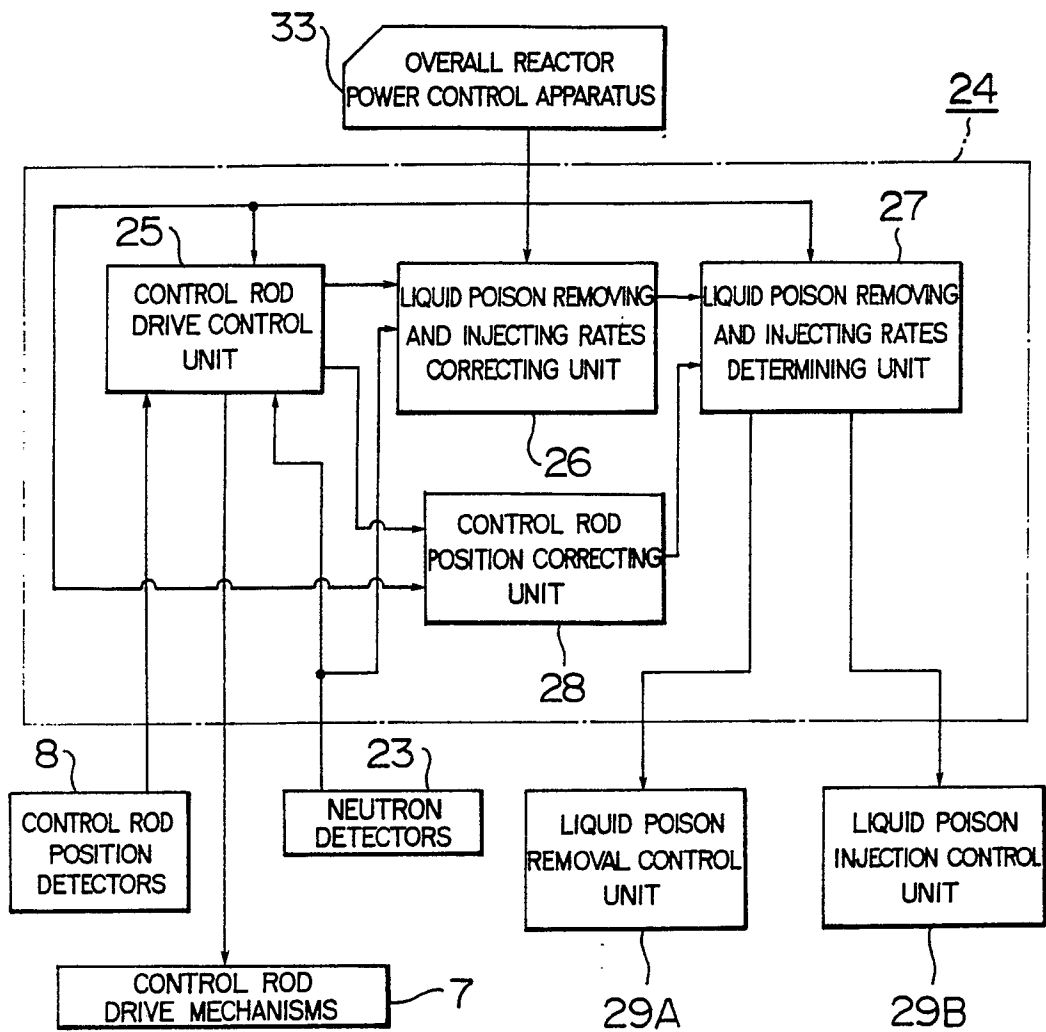 33
OVERALL REACTOR
POWER CONTROL APPARATUS
24
25
CONTROL ROD
DRIVE CONTROL
UNIT
LIQUID POISON REMOVING
AND INJECTING RATES
CORRECTING UNIT
26
27
LIQUID POISON REMOVING
AND INJECTING RATES
DETERMINING UNIT
CONTROL ROD
POSITION CORRECTING
UNIT
28
8
CONTROL ROD
POSITION
DETECTORS
23
NEUTRON
DETECTORS
LIQUID POISON
REMOVAL CONTROL
UNIT
29A
LIQUID POISON
INJECTION CONTROL
UNIT
29B
CONTROL ROD
DRIVE MECHANISMS
7